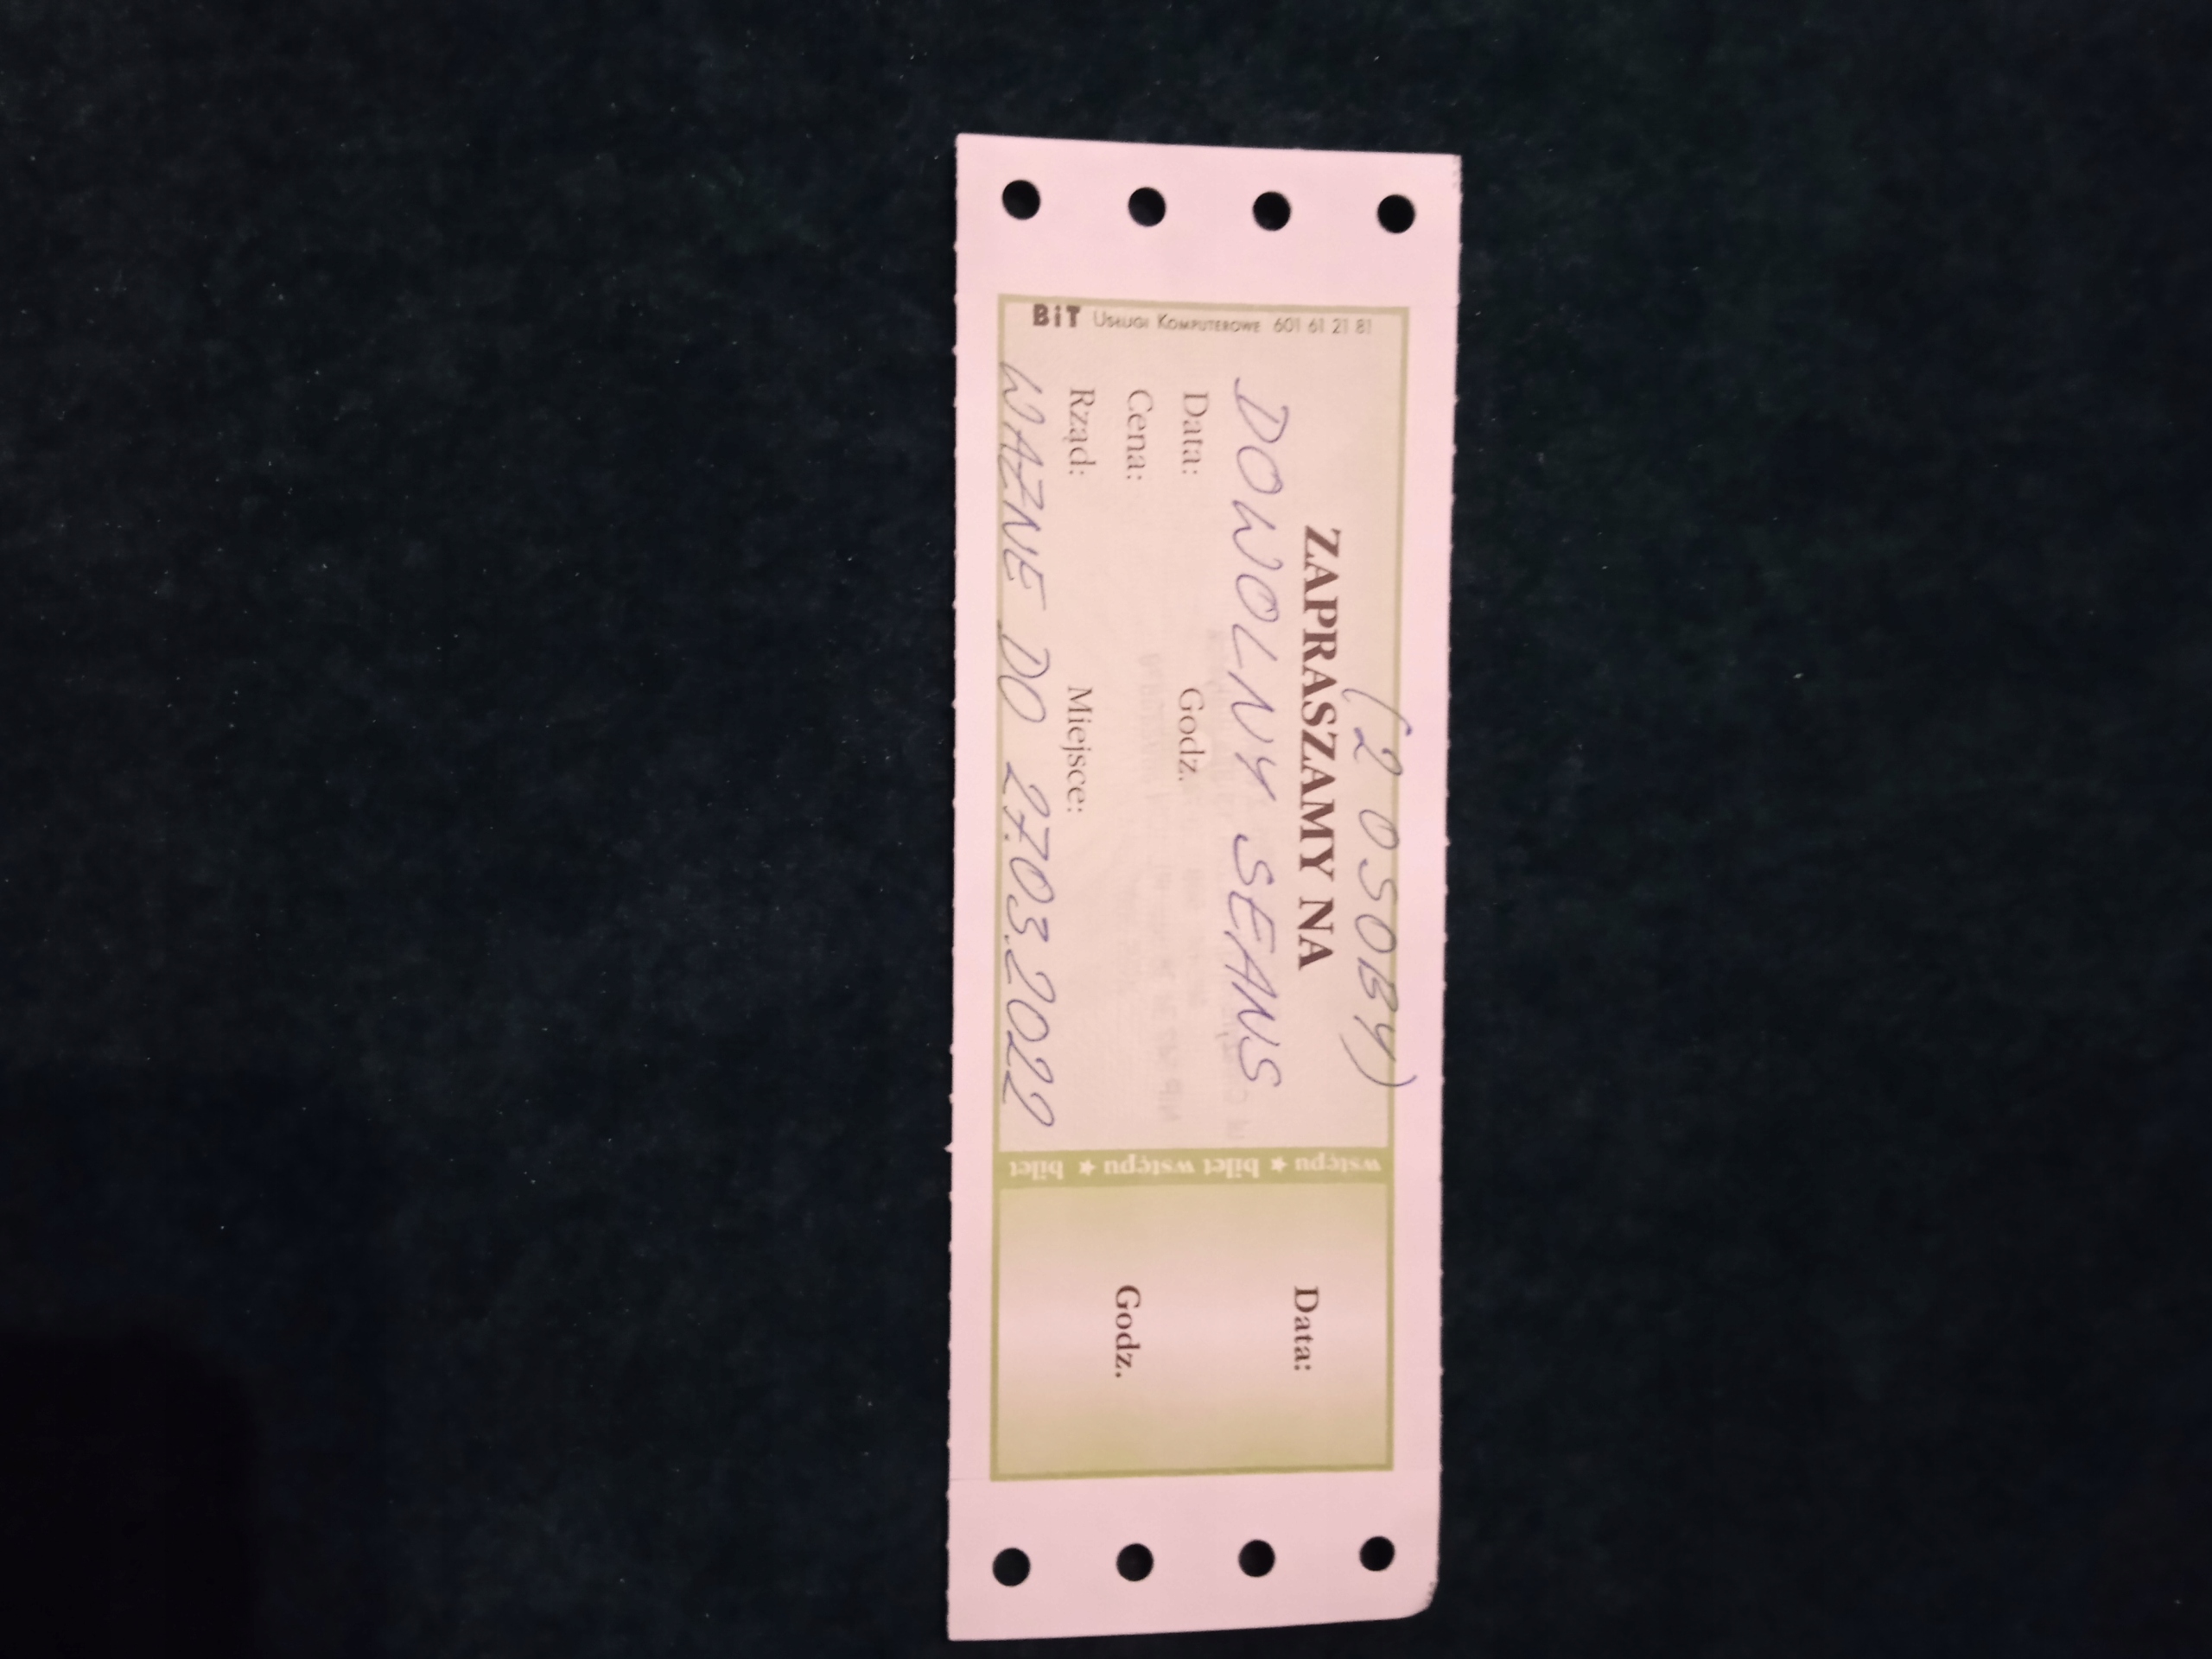 (2 OSOBY)
ZAPRASZAMY NA
DOWOLNY SEANS
Data: Godz.
Cena:
Rząd: Miejsce:
WAŻNE DO 27.03.2022
BiT USŁUGI KOMPUTEROWE 601 61 21 81
bilet ★ wstępu bilet ★ wstępu
Data:
Godz.